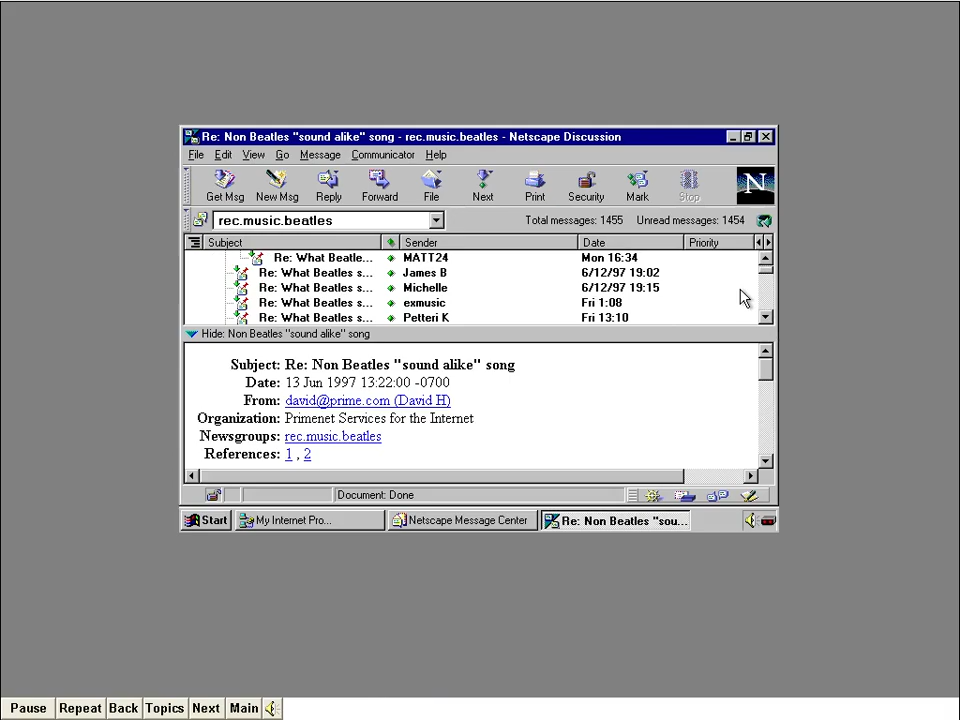 Re: Non Beatles "sound alike" song - rec.music.beatles - Netscape Discussion
File Edit View Go Message Communicator Help
N
Get Msg New Msg Reply Forward File Next Print Security Mark Stop
rec.music.beatles Total messages: 1455 Unread messages: 1454
Subject Sender Date Priority
Re: What Beatle... MATT24 Mon 16:34
Re: What Beatles s... James B 6/12/97 19:02
Re: What Beatles s... Michelle 6/12/97 19:15
Re: What Beatles s... exmusic Fri 1:08
Re: What Beatles s... Petteri K Fri 13:10
Hide: Non Beatles "sound alike" song
Subject: Re: Non Beatles "sound alike" song
Date: 13 Jun 1997 13:22:00 -0700
From: david@prime.com (David H)
Organization: Primenet Services for the Internet
Newsgroups: rec.music.beatles
References: 1 , 2
Document: Done
Start My Internet Pro... Netscape Message Center Re: Non Beatles "sou...
Pause Repeat Back Topics Next Main